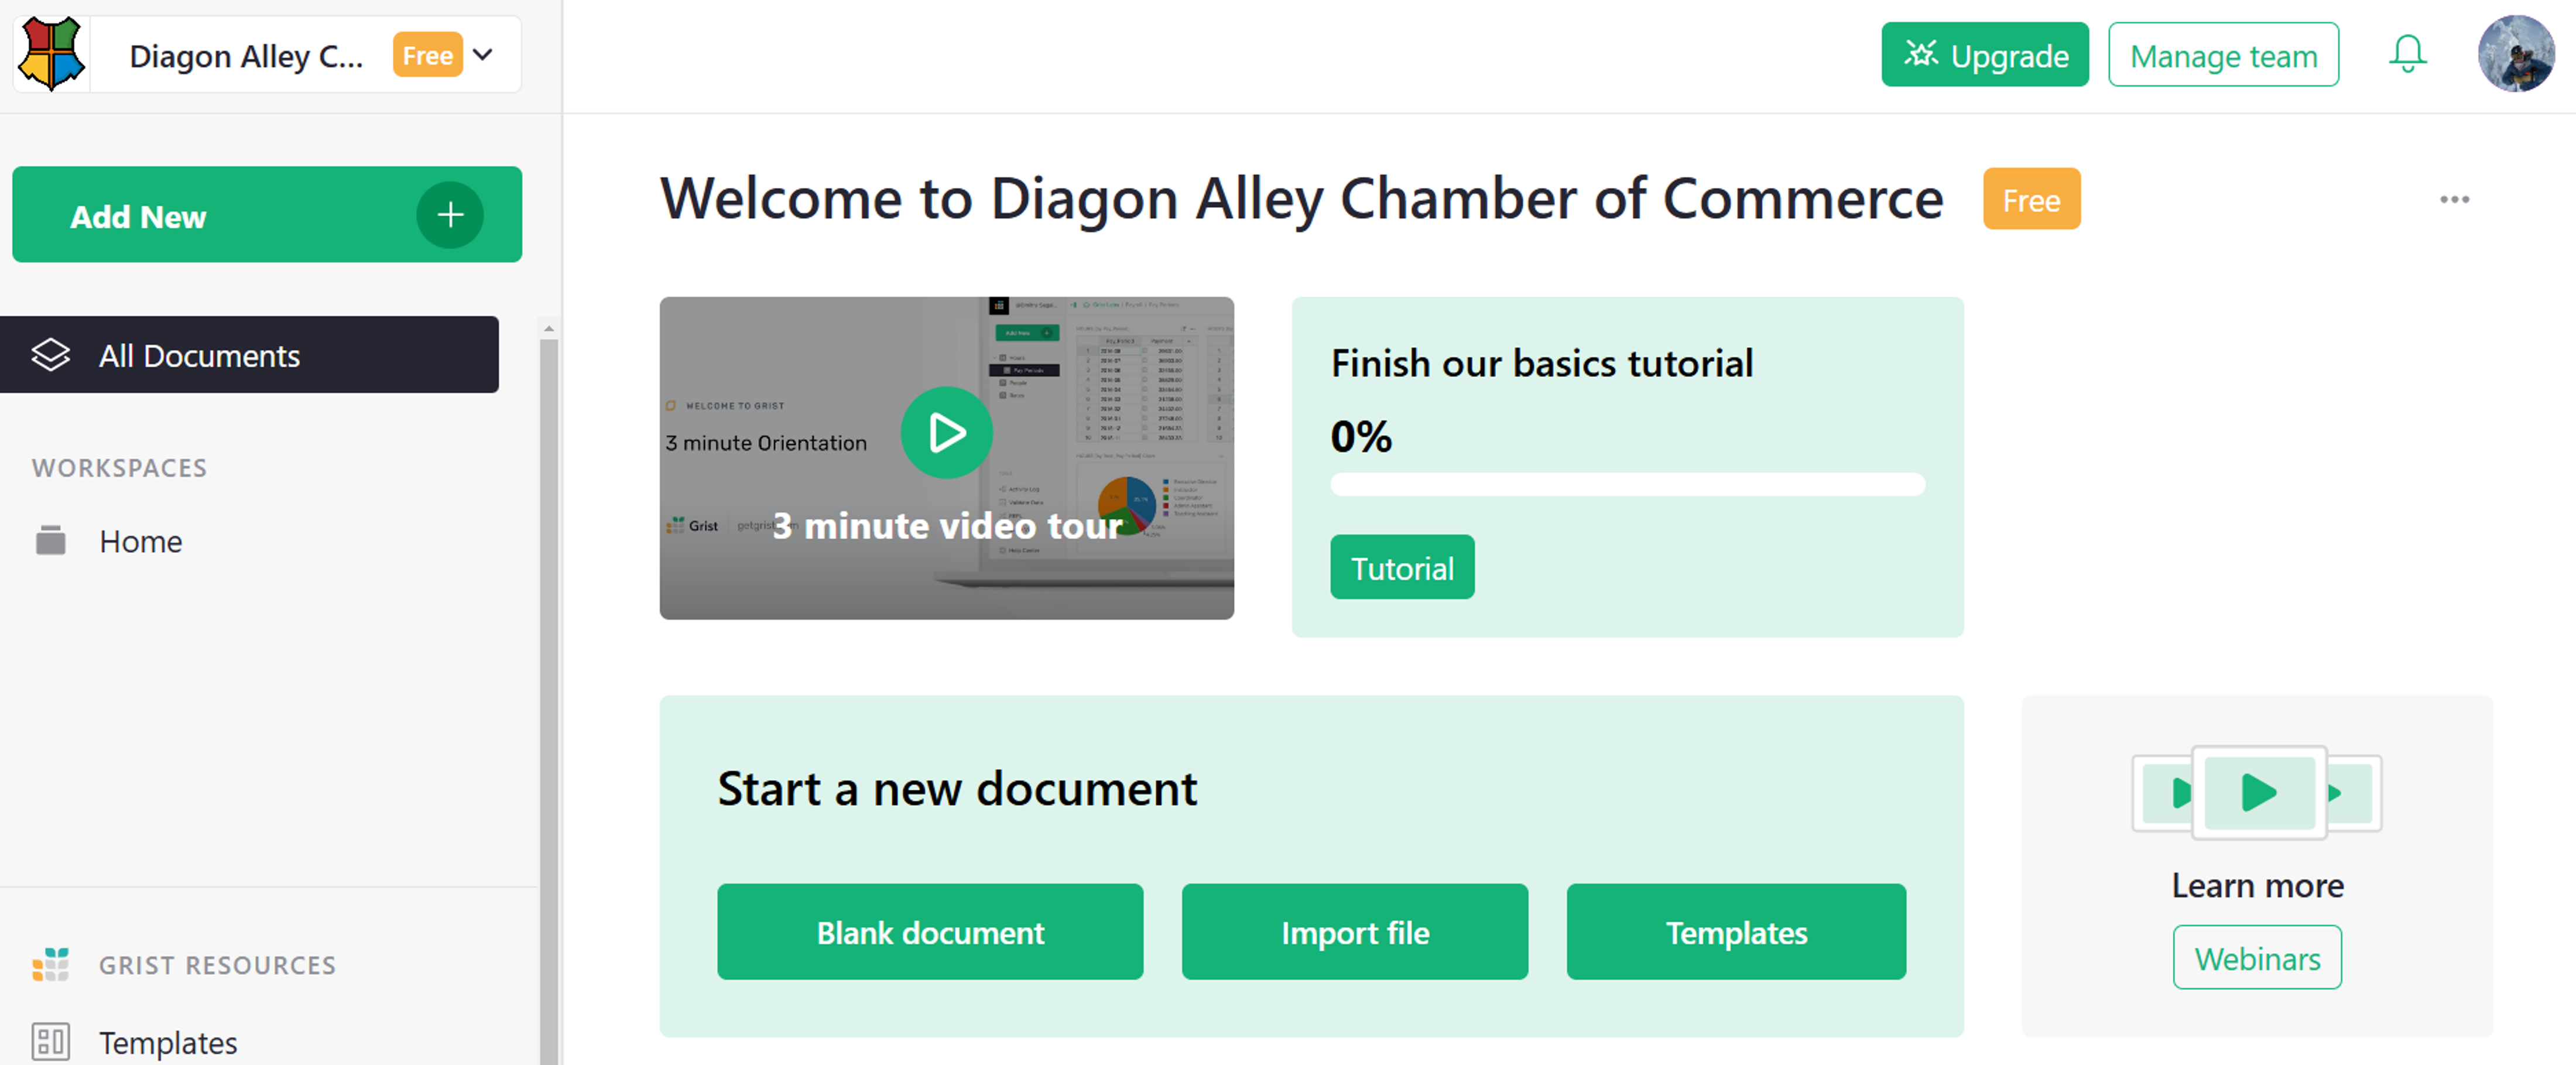 Diagon Alley C...
Free
Upgrade
Manage team
Add New
Welcome to Diagon Alley Chamber of Commerce
Free
All Documents
WORKSPACES
Home
WELCOME TO GRIST
3 minute Orientation
Grist
3 minute video tour
Finish our basics tutorial
0%
Tutorial
Start a new document
Blank document
Import file
Templates
Learn more
Webinars
GRIST RESOURCES
Templates